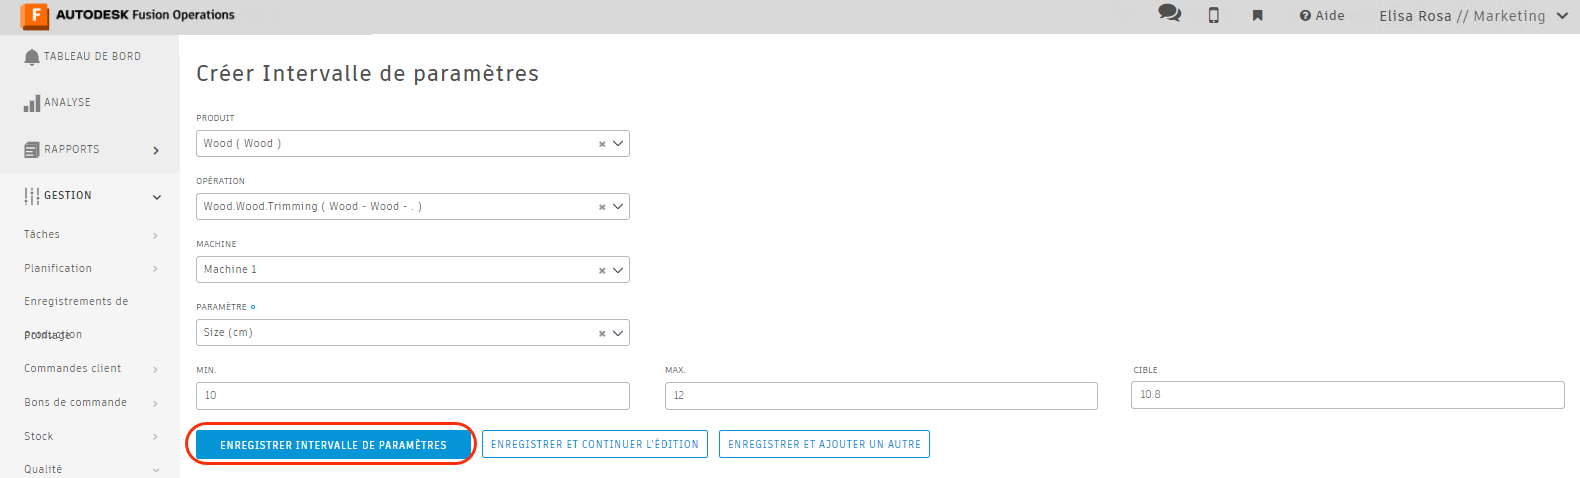 AUTODESK Fusion Operations
Aide
Elisa Rosa // Marketing
TABLEAU DE BORD
ANALYSE
RAPPORTS
GESTION
Tâches
Planification
Enregistrements de
production
Pointage
Commandes client
Bons de commande
Stock
Qualité
Créer Intervalle de paramètres
PRODUIT
Wood ( Wood )
OPÉRATION
Wood.Wood.Trimming ( Wood - Wood - . )
MACHINE
Machine 1
PARAMÈTRE
Size (cm)
MIN. MAX. CIBLE
10 12 10.8
ENREGISTRER INTERVALLE DE PARAMÈTRES ENREGISTRER ET CONTINUER L'ÉDITION ENREGISTRER ET AJOUTER UN AUTRE